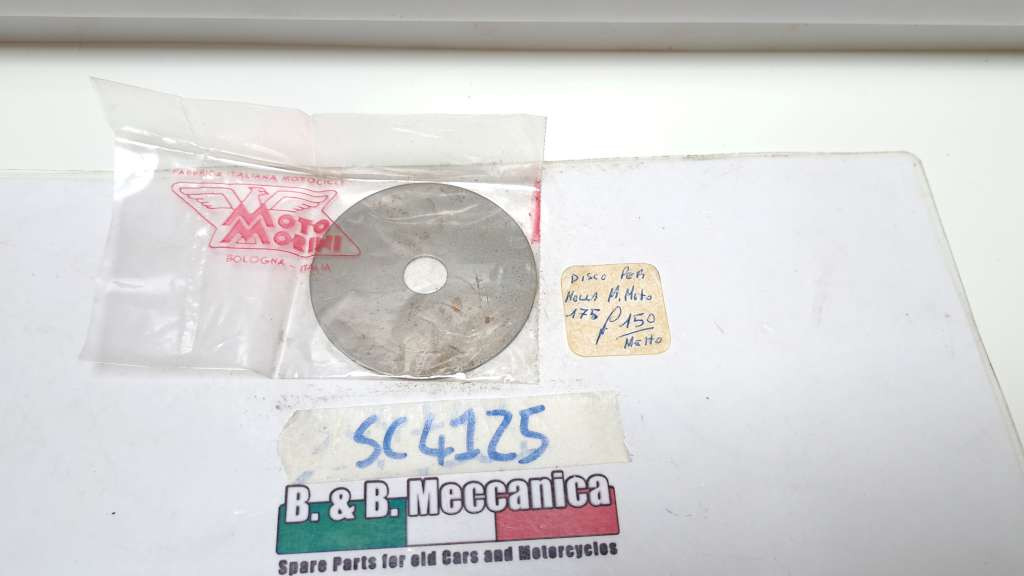 FABBRICA ITALIANA MOTOCICLI
MOTO
MORINI
BOLOGNA - ITALIA
DISCO PER
MOLLA M. MOTO
175 150
SC4125
B. & B. Meccanica
Spare Parts for old Cars and Motorcycles